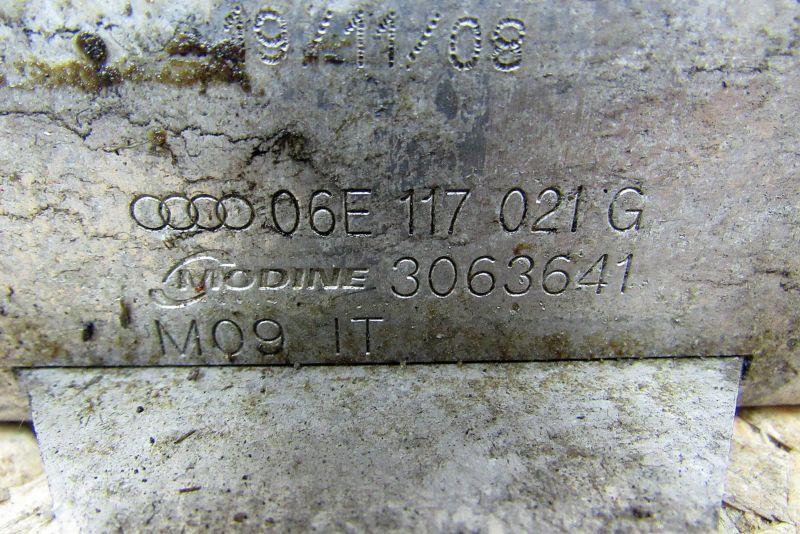 19/11/08
06E 117 021 G
MODINE 3063641
M09 IT